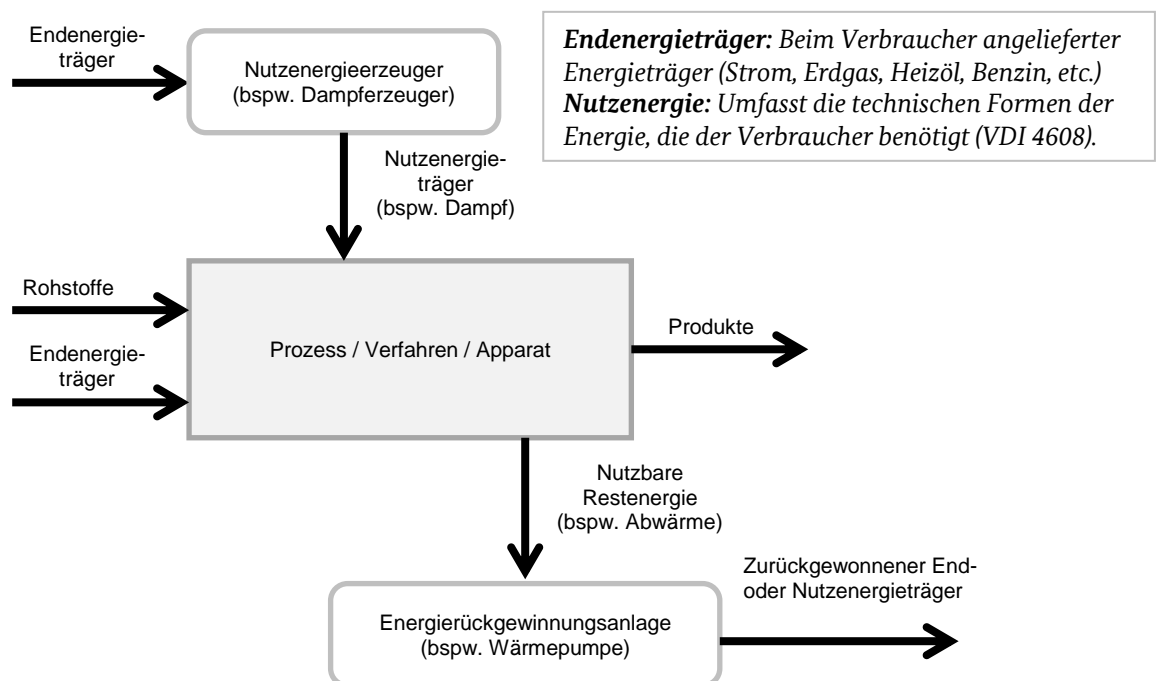 Endenergie-
träger
Nutzenergieerzeuger
(bspw. Dampferzeuger)
Endenergieträger: Beim Verbraucher angelieferter
Energieträger (Strom, Erdgas, Heizöl, Benzin, etc.)
Nutzenergie: Umfasst die technischen Formen der
Energie, die der Verbraucher benötigt (VDI 4608).
Nutzenergie-
träger
(bspw. Dampf)
Rohstoffe
Endenergie-
träger
Prozess / Verfahren / Apparat
Produkte
Nutzbare
Restenergie
(bspw. Abwärme)
Zurückgewonnener End-
oder Nutzenergieträger
Energierückgewinnungsanlage
(bspw. Wärmepumpe)